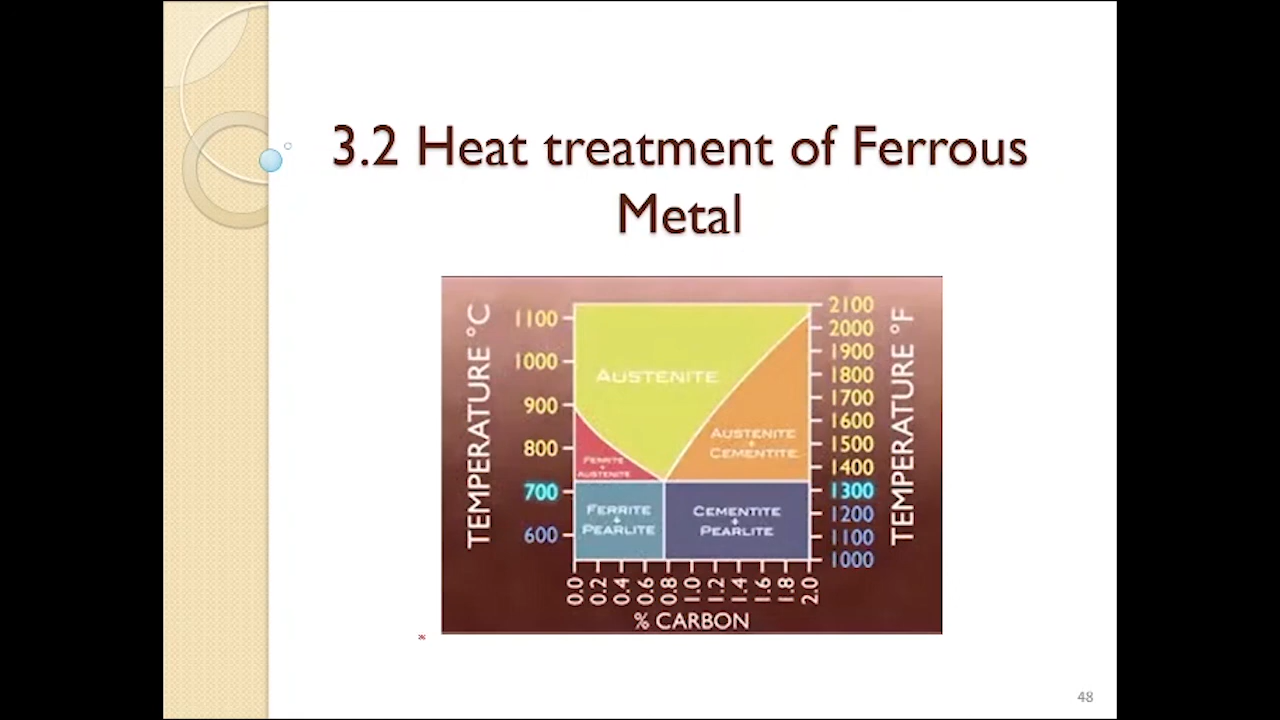 3.2 Heat treatment of Ferrous
Metal
TEMPERATURE °C
1100
1000
900
800
700
600
AUSTENITE
FERRITE
+
AUSTENITE
AUSTENITE
+
CEMENTITE
FERRITE
+
PEARLITE
CEMENTITE
+
PEARLITE
2100
2000
1900
1800
1700
1600
1500
1400
1300
1200
1100
1000
TEMPERATURE °F
0.0 0.2 0.4 0.6 0.8 1.0 1.2 1.4 1.6 1.8 2.0
% CARBON
48